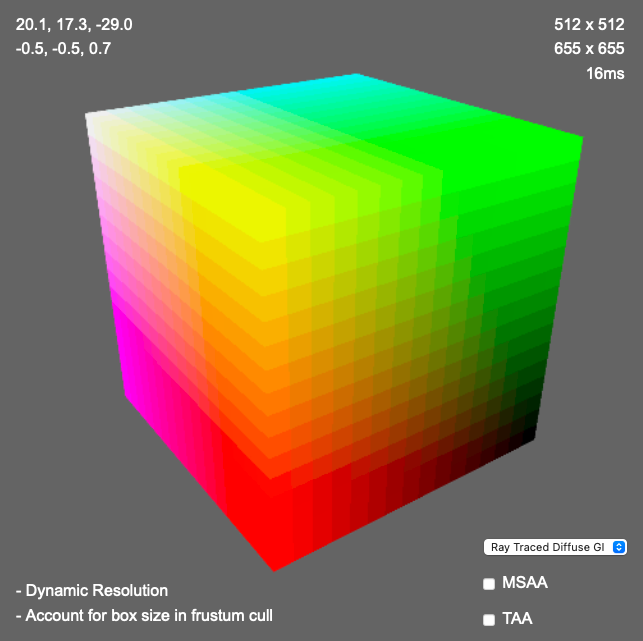 20.1, 17.3, -29.0
-0.5, -0.5, 0.7
512 x 512
655 x 655
16ms
Ray Traced Diffuse GI
MSAA
TAA
- Dynamic Resolution
- Account for box size in frustum cull